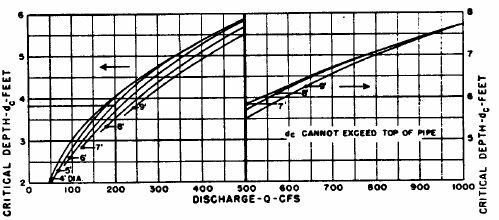 CRITICAL DEPTH-dc-FEET
6
5
4
3
2
9'
8'
7'
6'
5'
4' DIA.
8
7
6
5
9'
8'
7'
dc CANNOT EXCEED TOP OF PIPE
CRITICAL DEPTH-dc-FEET
0 50 100 200 300 400 500 600 700 800 900 1000
DISCHARGE-Q-CFS